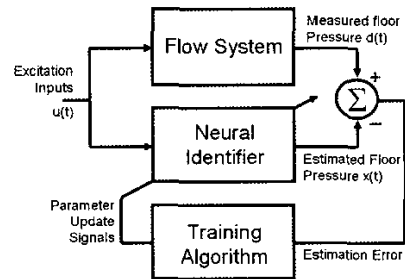 Measured floor
Pressure d(t)
Flow System
Excitation
Inputs
u(t)
+
Σ
−
Neural
Identifier
Estimated Floor
Pressure x(t)
Parameter
Update
Signals
Training
Algorithm
Estimation Error